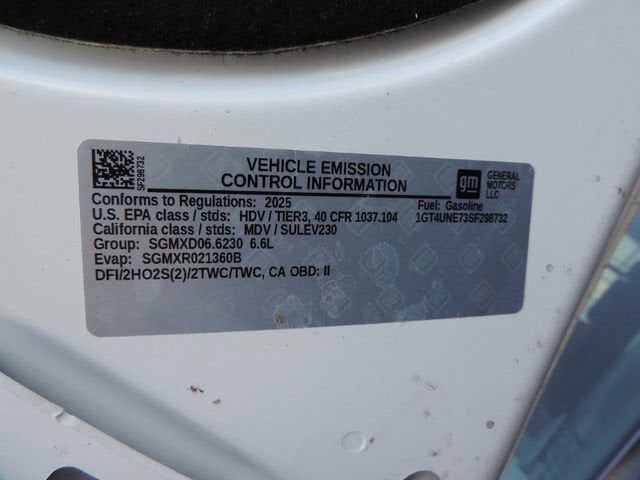 SP298732
VEHICLE EMISSION
CONTROL INFORMATION
gm
GENERAL
MOTORS
LLC
Conforms to Regulations: 2025
Fuel: Gasoline
U.S. EPA class / stds: HDV / TIER3, 40 CFR 1037.104
1GT4UNE73SF298732
California class / stds: MDV / SULEV230
Group: SGMXD06.6230 6.6L
Evap: SGMXR021360B
DFI/2HO2S(2)/2TWC/TWC, CA OBD: II